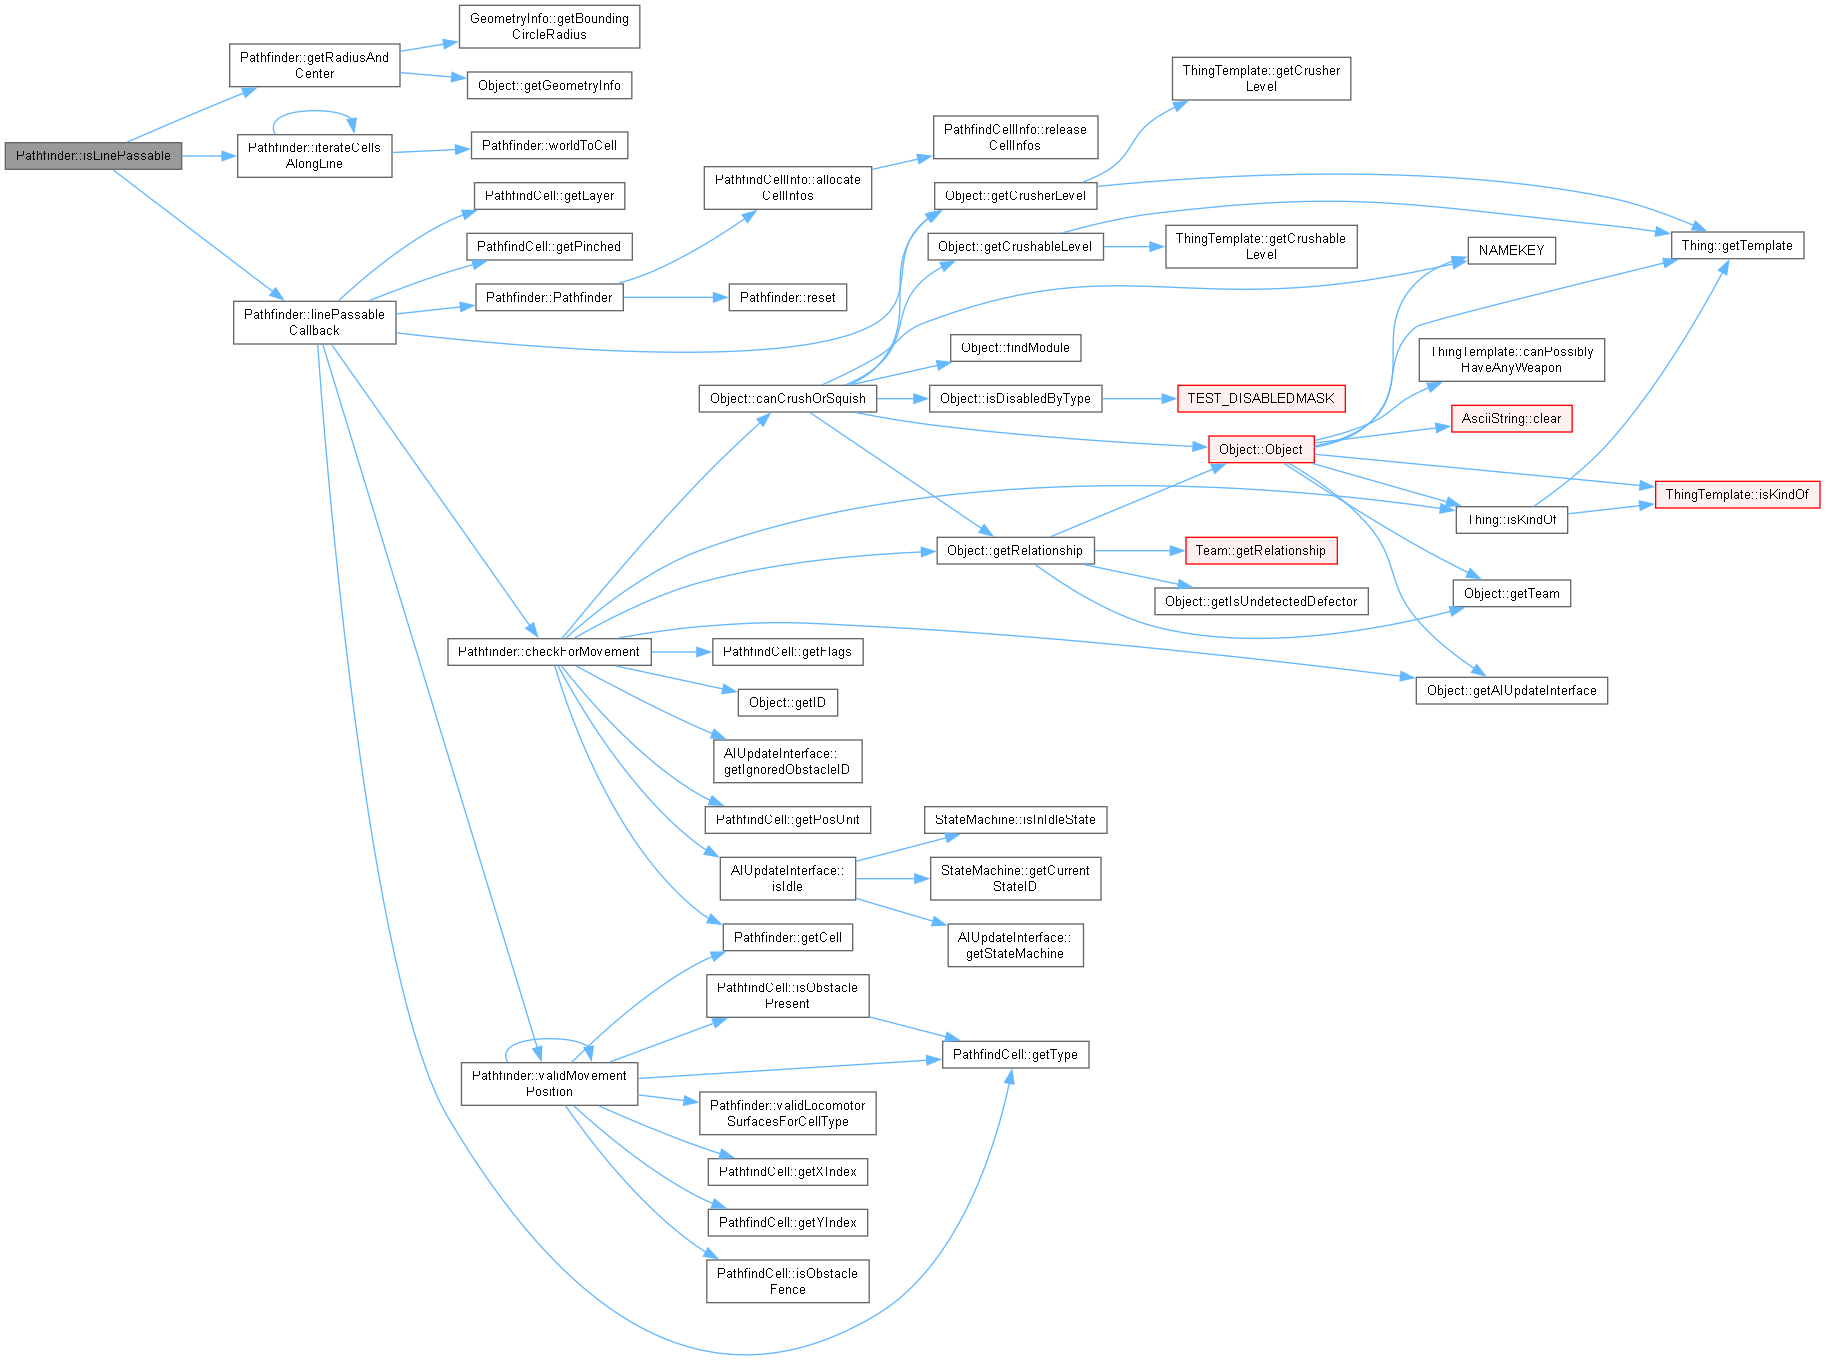 GeometryInfo::getBounding
CircleRadius
Pathfinder::getRadiusAnd
Center
Object::getGeometryInfo
ThingTemplate::getCrusher
Level
PathfindCellInfo::release
CellInfos
Pathfinder::isLinePassable
Pathfinder::iterateCells
AlongLine
Pathfinder::worldToCell
PathfindCellInfo::allocate
CellInfos
PathfindCell::getLayer
Object::getCrusherLevel
PathfindCell::getPinched
Object::getCrushableLevel
ThingTemplate::getCrushable
Level
NAMEKEY
Thing::getTemplate
Pathfinder::linePassable
Callback
Pathfinder::Pathfinder
Pathfinder::reset
Object::findModule
ThingTemplate::canPossibly
HaveAnyWeapon
Object::canCrushOrSquish
Object::isDisabledByType
TEST_DISABLEDMASK
AsciiString::clear
Object::Object
ThingTemplate::isKindOf
Thing::isKindOf
Object::getRelationship
Team::getRelationship
Object::getIsUndetectedDefector
Object::getTeam
Pathfinder::checkForMovement
PathfindCell::getFlags
Object::getAIUpdateInterface
Object::getID
AIUpdateInterface::
getIgnoredObstacleID
PathfindCell::getPosUnit
StateMachine::isInIdleState
AIUpdateInterface::
isIdle
StateMachine::getCurrent
StateID
Pathfinder::getCell
AIUpdateInterface::
getStateMachine
PathfindCell::isObstacle
Present
PathfindCell::getType
Pathfinder::validMovement
Position
Pathfinder::validLocomotor
SurfacesForCellType
PathfindCell::getXIndex
PathfindCell::getYIndex
PathfindCell::isObstacle
Fence